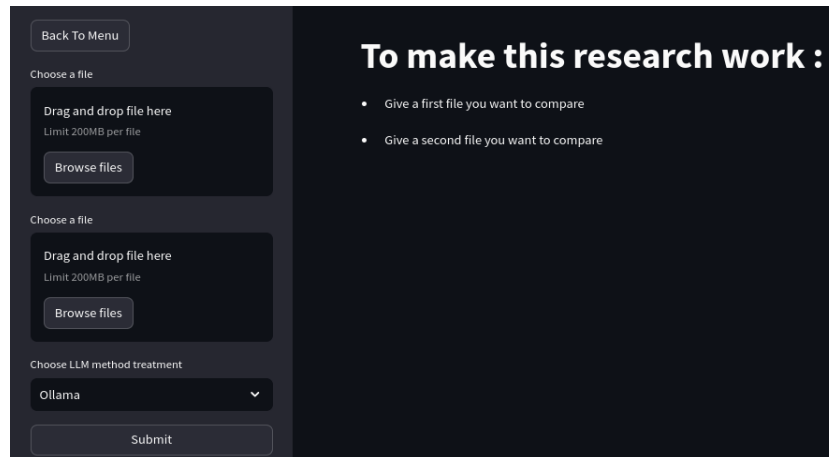 Back To Menu
Choose a file
Drag and drop file here
Limit 200MB per file
Browse files
Choose a file
Drag and drop file here
Limit 200MB per file
Browse files
Choose LLM method treatment
Ollama
Submit
To make this research work :
Give a first file you want to compare
Give a second file you want to compare